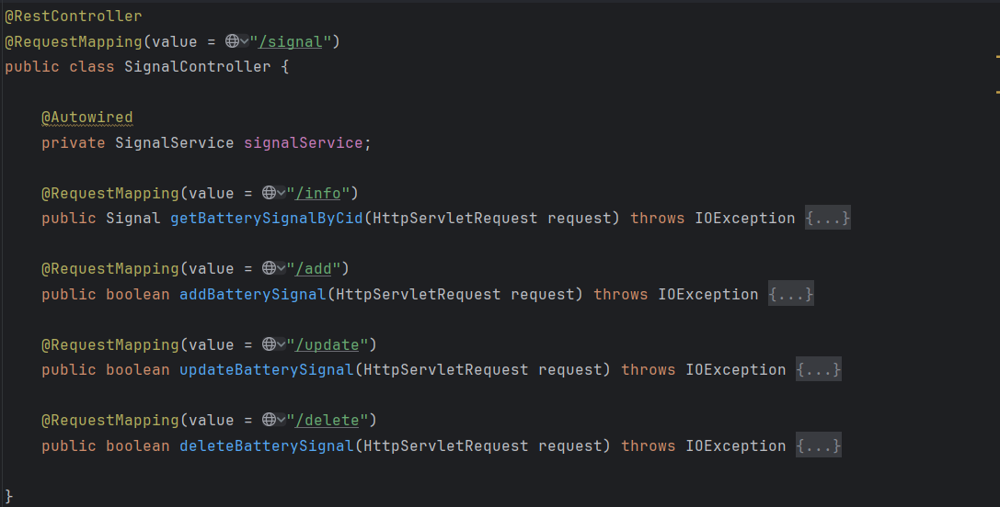 @RestController
@RequestMapping(value = "/signal")
public class SignalController {
@Autowired
private SignalService signalService;
@RequestMapping(value = "/info")
public Signal getBatterySignalByCid(HttpServletRequest request) throws IOException {...}
@RequestMapping(value = "/add")
public boolean addBatterySignal(HttpServletRequest request) throws IOException {...}
@RequestMapping(value = "/update")
public boolean updateBatterySignal(HttpServletRequest request) throws IOException {...}
@RequestMapping(value = "/delete")
public boolean deleteBatterySignal(HttpServletRequest request) throws IOException {...}
}